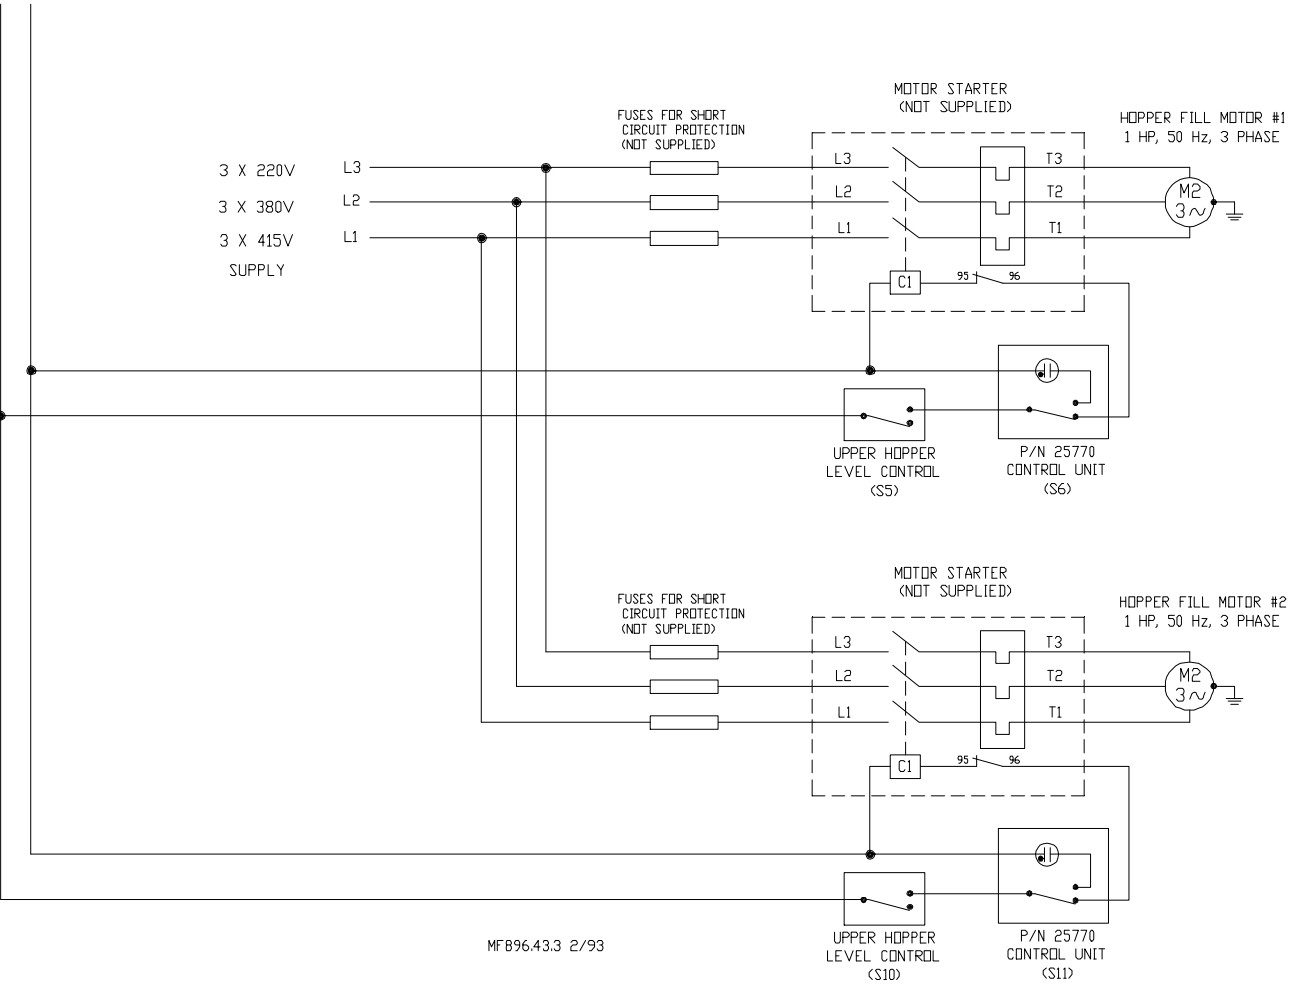 MOTOR STARTER
(NOT SUPPLIED)
FUSES FOR SHORT
CIRCUIT PROTECTION
(NOT SUPPLIED)
HOPPER FILL MOTOR #1
1 HP, 50 Hz, 3 PHASE
3 X 220V
L3
L3
T3
3 X 380V
L2
L2
T2
M2
3~
3 X 415V
L1
L1
T1
SUPPLY
C1
95
96
UPPER HOPPER
LEVEL CONTROL
(S5)
P/N 25770
CONTROL UNIT
(S6)
MOTOR STARTER
(NOT SUPPLIED)
FUSES FOR SHORT
CIRCUIT PROTECTION
(NOT SUPPLIED)
HOPPER FILL MOTOR #2
1 HP, 50 Hz, 3 PHASE
L3
T3
L2
T2
M2
3~
L1
T1
C1
95
96
UPPER HOPPER
LEVEL CONTROL
(S10)
P/N 25770
CONTROL UNIT
(S11)
MF896.43.3 2/93